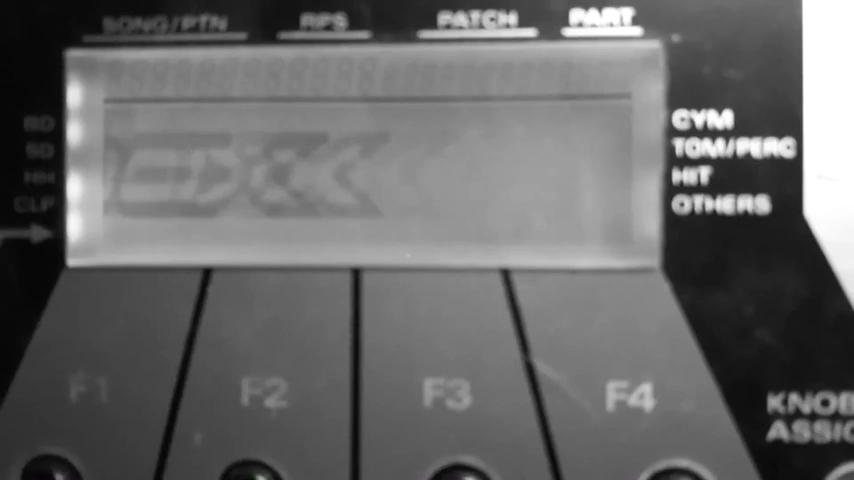 SONG/PTN RPS PATCH PART
BD
SD
HH
CLP
CYM
TOM/PERC
HIT
OTHERS
F1 F2 F3 F4
KNOB
ASSIG